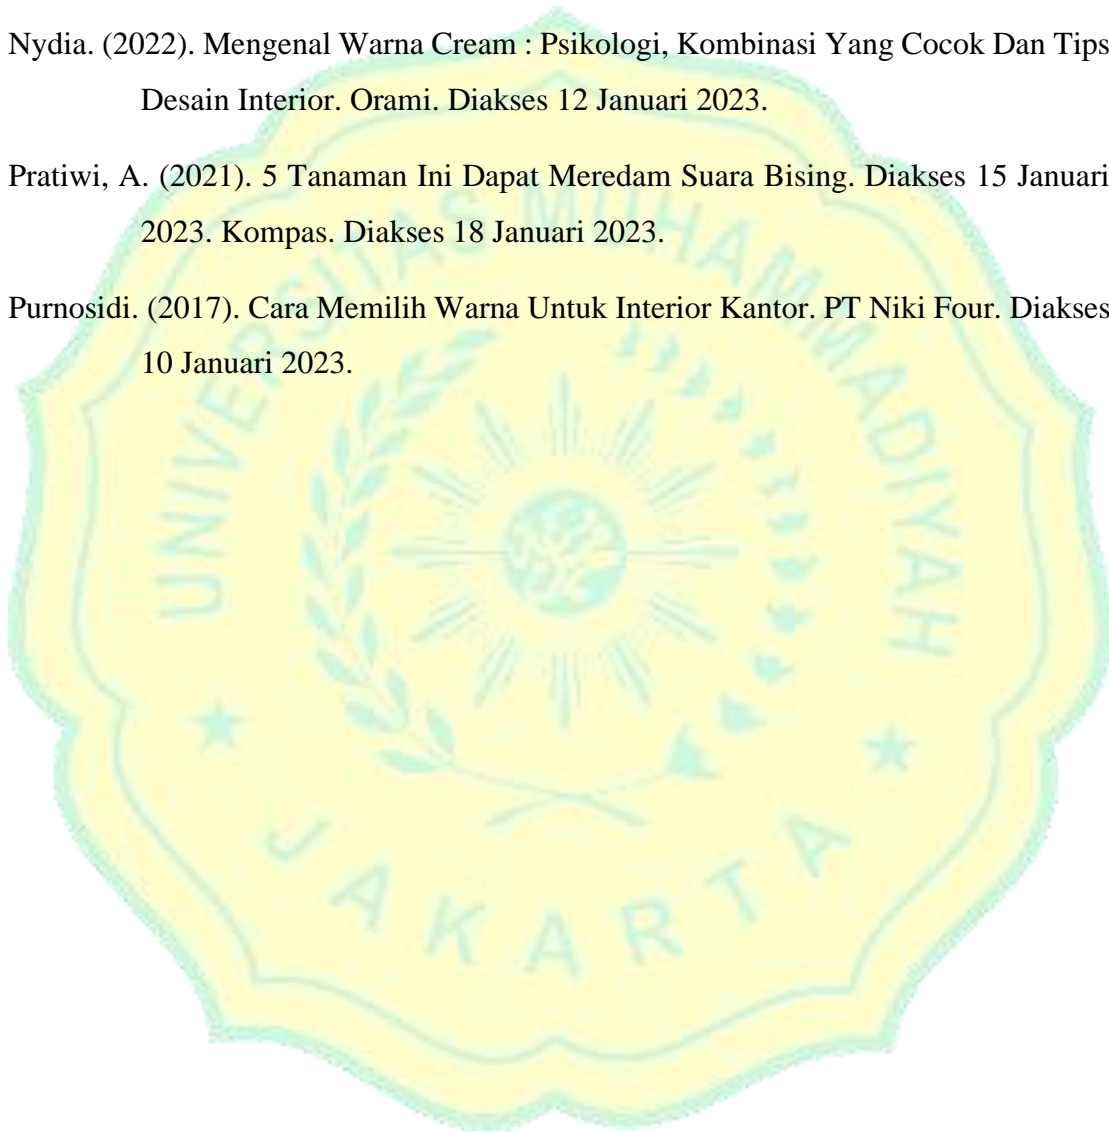 Nydia. (2022). Mengenal Warna Cream : Psikologi, Kombinasi Yang Cocok Dan Tips
Desain Interior. Orami. Diakses 12 Januari 2023.
Pratiwi, A. (2021). 5 Tanaman Ini Dapat Meredam Suara Bising. Diakses 15 Januari
2023. Kompas. Diakses 18 Januari 2023.
Purnosidi. (2017). Cara Memilih Warna Untuk Interior Kantor. PT Niki Four. Diakses
10 Januari 2023.
UNIVERSITAS MUHAMMADIYAH
JAKARTA